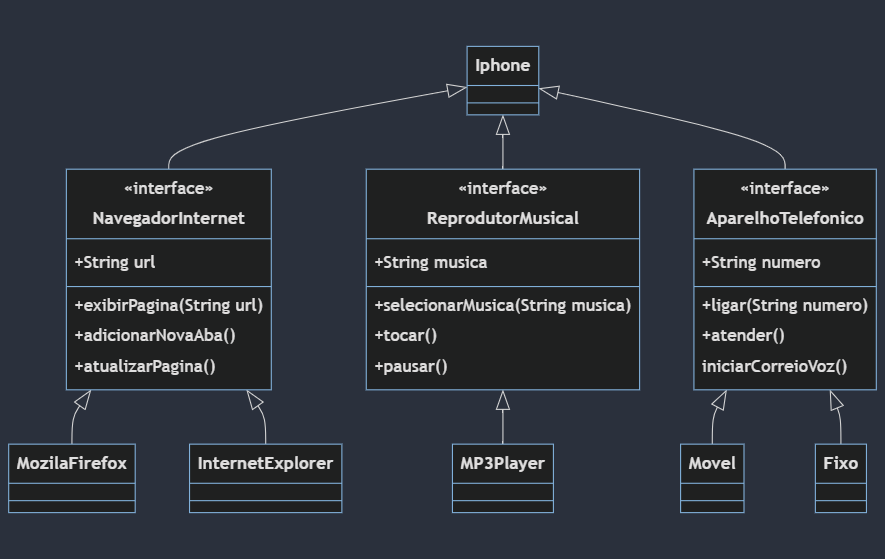 Iphone
«interface»
NavegadorInternet
+String url
+exibirPagina(String url)
+adicionarNovaAba()
+atualizarPagina()
«interface»
ReprodutorMusical
+String musica
+selecionarMusica(String musica)
+tocar()
+pausar()
«interface»
AparelhoTelefonico
+String numero
+ligar(String numero)
+atender()
iniciarCorreioVoz()
MozilaFirefox
InternetExplorer
MP3Player
Movel
Fixo